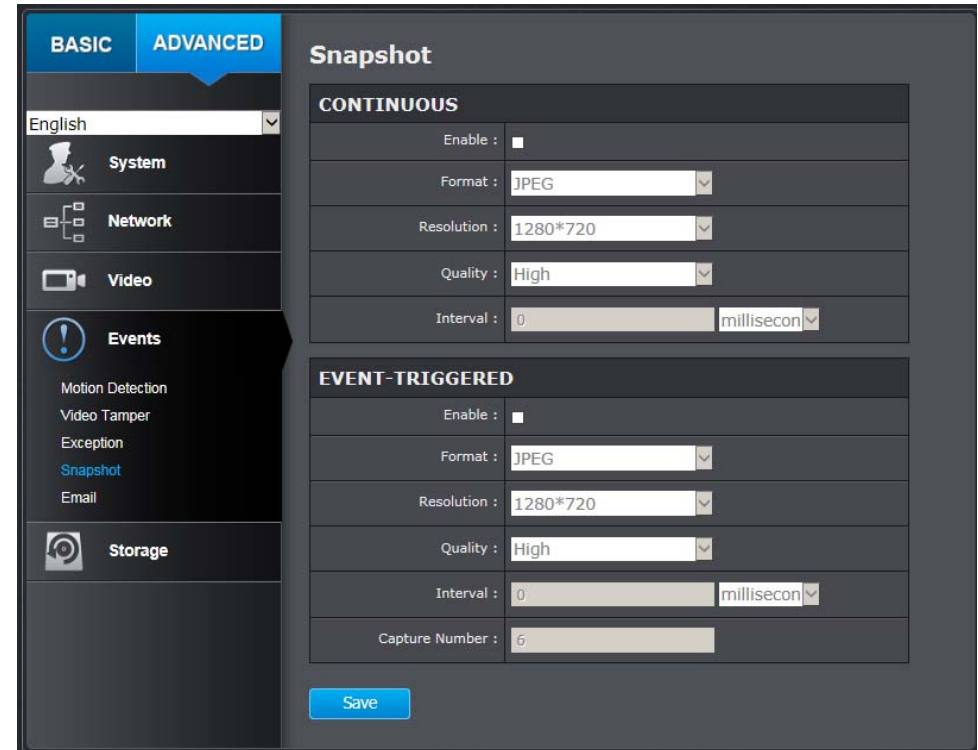 BASIC ADVANCED
English
System
Network
Video
Events
Motion Detection
Video Tamper
Exception
Snapshot
Email
Storage
Snapshot
CONTINUOUS
Enable :
Format : JPEG
Resolution : 1280*720
Quality : High
Interval : 0 millisecon
EVENT-TRIGGERED
Enable :
Format : JPEG
Resolution : 1280*720
Quality : High
Interval : 0 millisecon
Capture Number : 6
Save